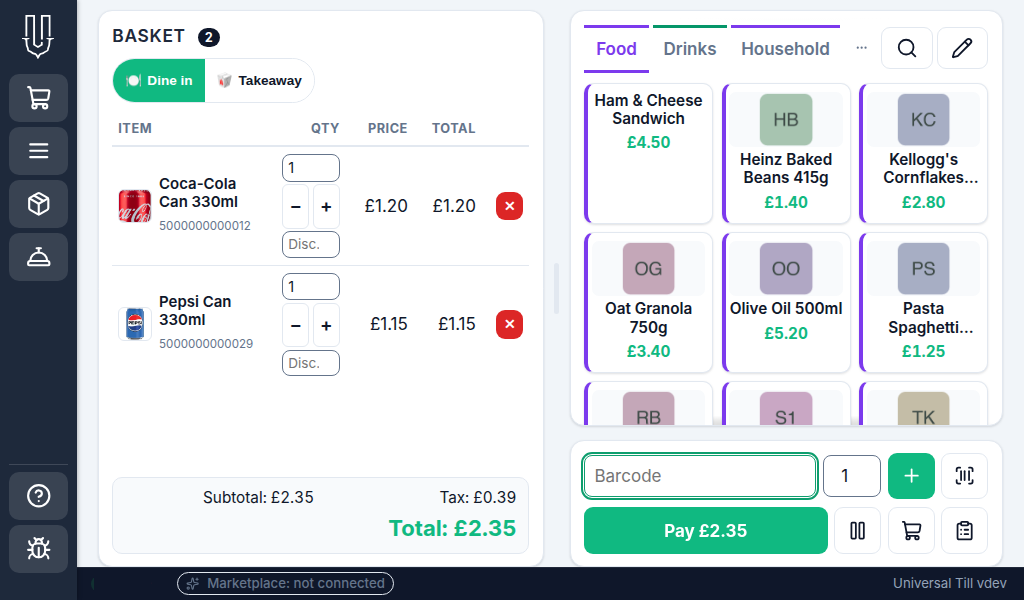 BASKET 2
Dine in
Takeaway
ITEM QTY PRICE TOTAL
Coca-Cola Can 330ml
5000000000012
1
− +
Disc.
£1.20 £1.20
Pepsi Can 330ml
5000000000029
1
− +
Disc.
£1.15 £1.15
Subtotal: £2.35 Tax: £0.39
Total: £2.35
Food Drinks Household ...
Ham & Cheese Sandwich
£4.50
HB
Heinz Baked Beans 415g
£1.40
KC
Kellogg's Cornflakes...
£2.80
OG
Oat Granola 750g
£3.40
OO
Olive Oil 500ml
£5.20
PS
Pasta Spaghetti...
£1.25
RB
S1
TK
Barcode 1 +
Pay £2.35
Marketplace: not connected
Universal Till vdev